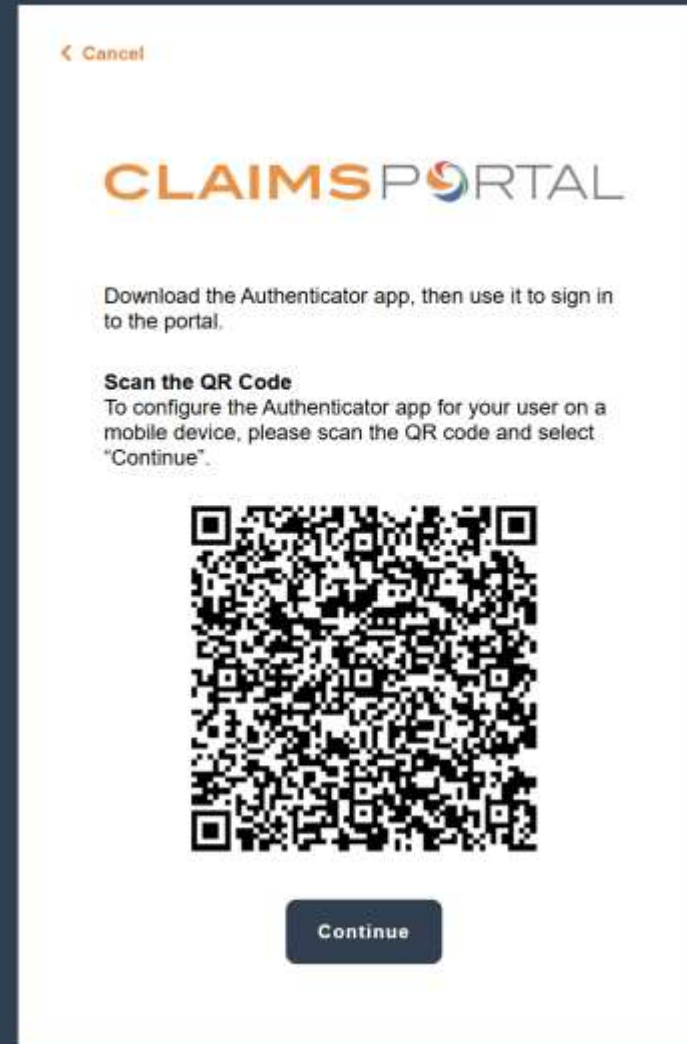 Cancel
CLAIMSPORTAL
Download the Authenticator app, then use it to sign in
to the portal.
Scan the QR Code
To configure the Authenticator app for your user on a
mobile device, please scan the QR code and select
“Continue”.
Continue